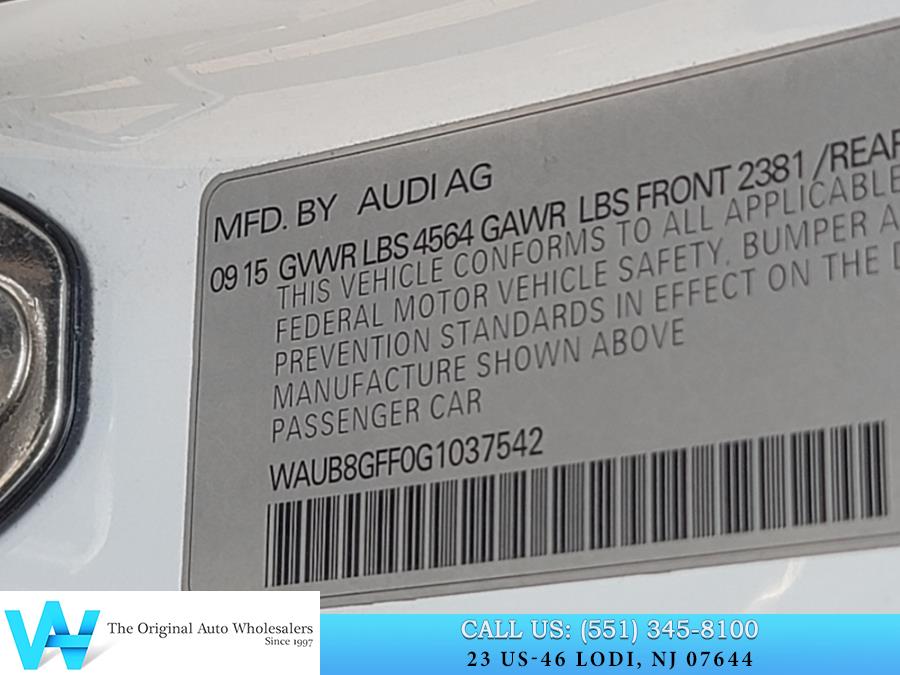 MFD. BY AUDI AG
09 15 GVWR LBS 4564 GAWR LBS FRONT 2381 /REAR
THIS VEHICLE CONFORMS TO ALL APPLICABLE
FEDERAL MOTOR VEHICLE SAFETY, BUMPER A
PREVENTION STANDARDS IN EFFECT ON THE D
MANUFACTURE SHOWN ABOVE
PASSENGER CAR
WAUB8GFF0G1037542
The Original Auto Wholesalers
Since 1997
CALL US: (551) 345-8100
23 US-46 LODI, NJ 07644